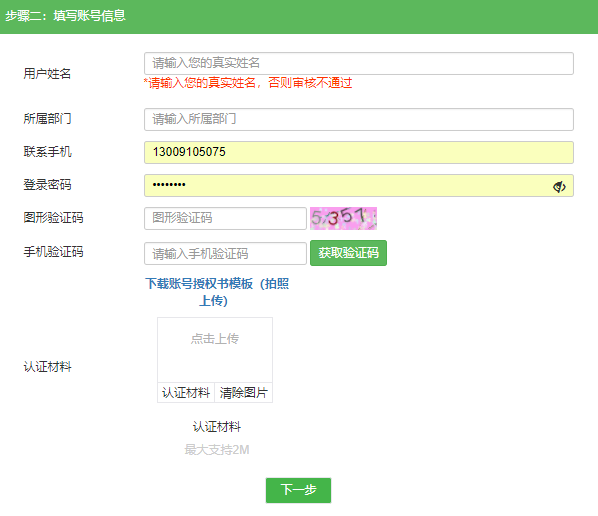 步骤二：填写账号信息
用户姓名
请输入您的真实姓名
*请输入您的真实姓名，否则审核不通过
所属部门
请输入所属部门
联系手机
13009105075
登录密码
••••••••
图形验证码
图形验证码
5357
手机验证码
请输入手机验证码
获取验证码
下载账号授权书模板（拍照
上传）
认证材料
点击上传
认证材料 清除图片
认证材料
最大支持2M
下一步